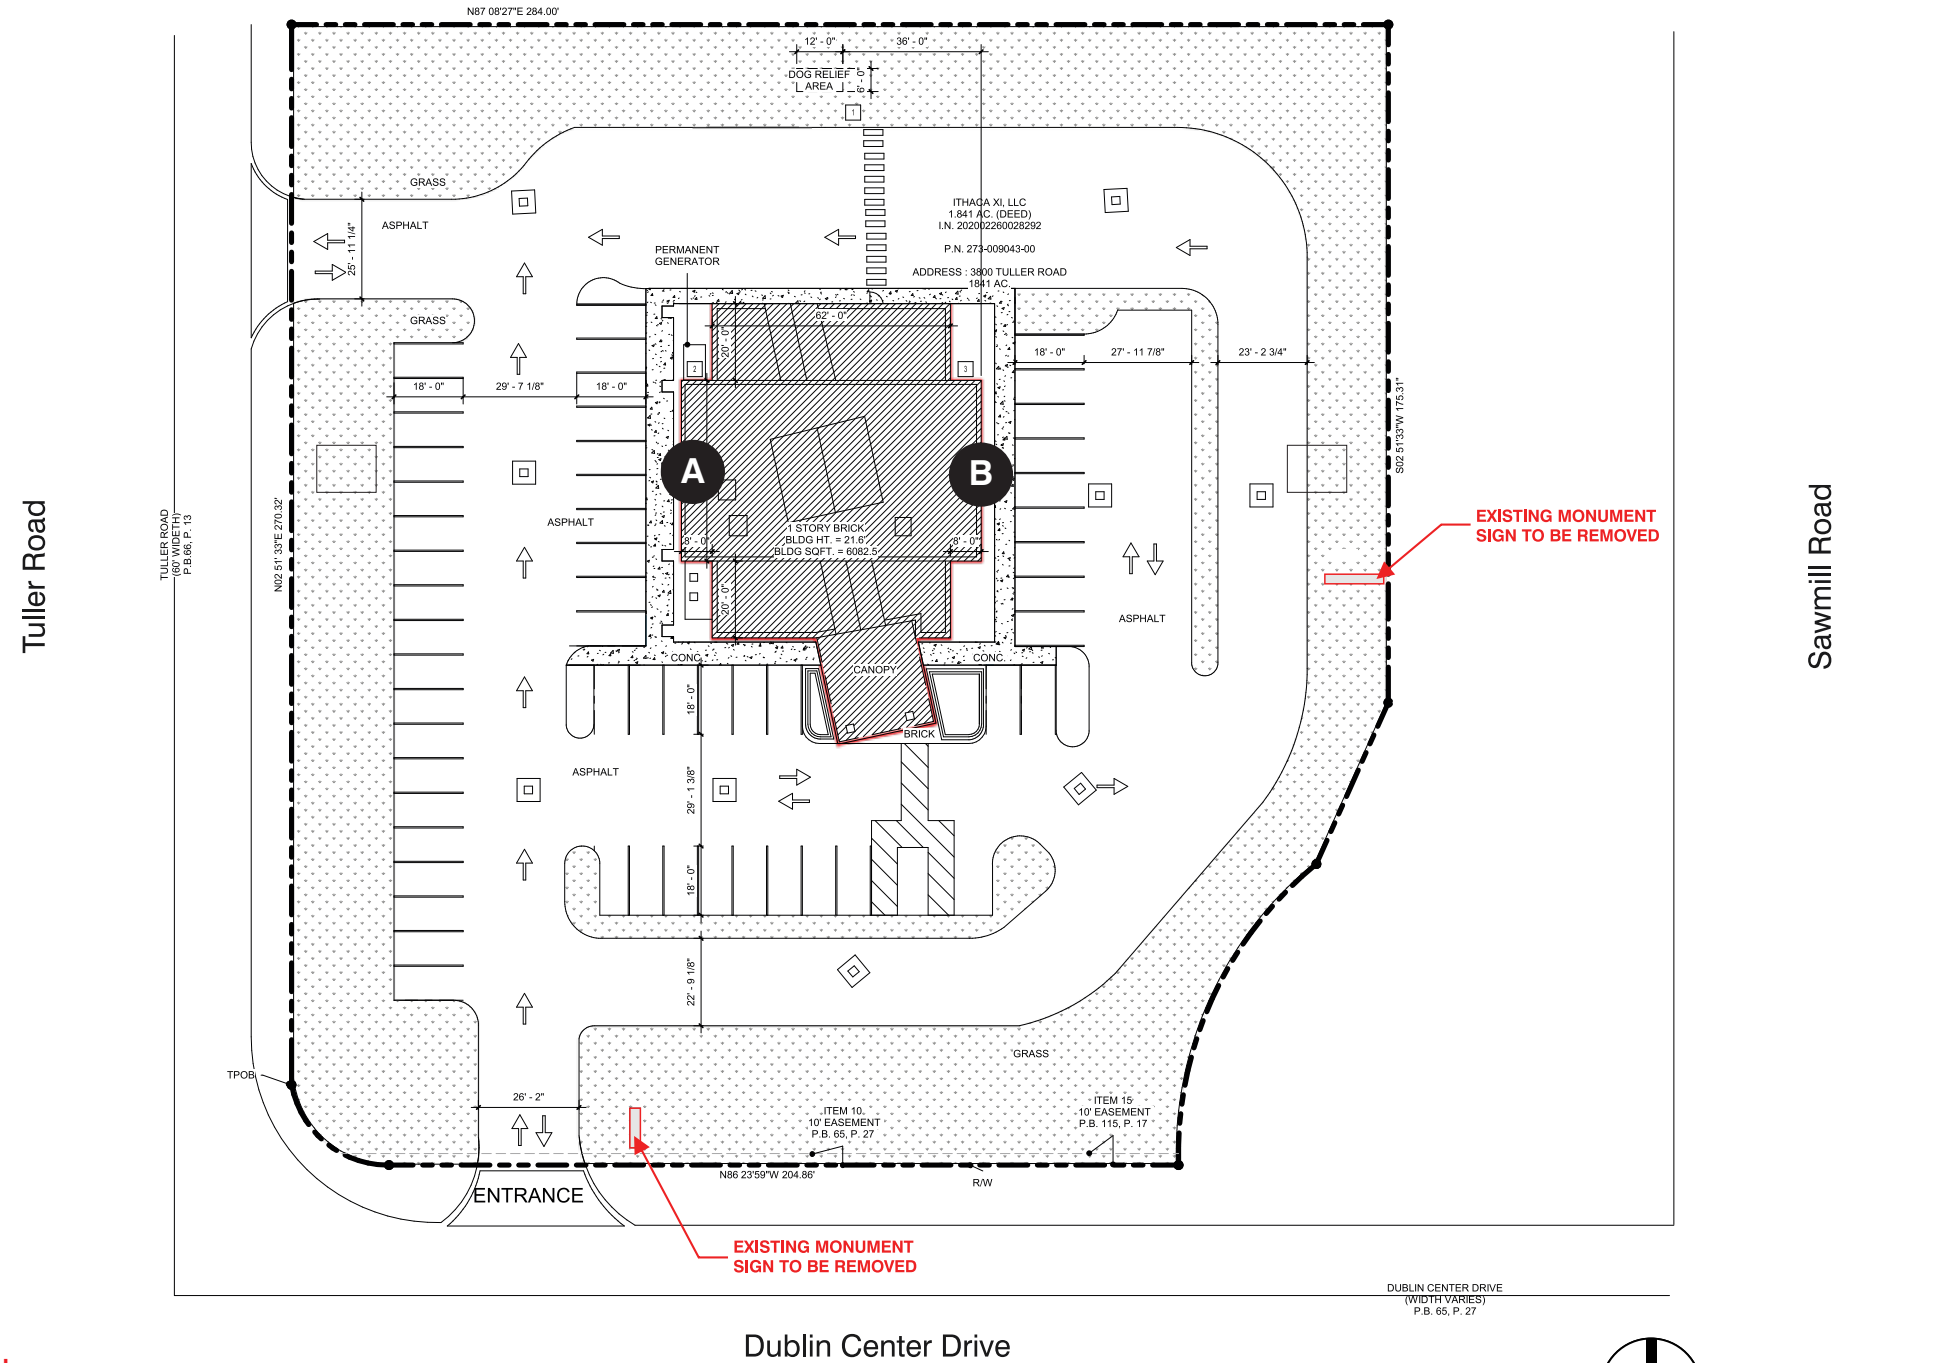 N87 08'27"E 284.00'
12' - 0"
36' - 0"
DOG RELIEF
AREA
6' - 0"
1
GRASS
ASPHALT
25' - 11 1/4"
ITHACA XI, LLC
1.841 AC. (DEED)
I.N. 202002260028292
P.N. 273-009043-00
ADDRESS : 3800 TULLER ROAD
1841 AC.
PERMANENT
GENERATOR
GRASS
62' - 0"
20' - 0"
2
3
18' - 0"
27' - 11 7/8"
23' - 2 3/4"
18' - 0"
29' - 7 1/8"
18' - 0"
S02 51'33"W 175.31"
A
B
Tuller Road
TULLER ROAD
(60' WIDETH)
P.B.66, P. 13
N02 51' 33"E 270.32'
ASPHALT
1 STORY BRICK
BLDG HT. = 21.6'
BLDG SQFT. = 6082.5
8' - 0"
8' - 0"
20' - 0"
EXISTING MONUMENT
SIGN TO BE REMOVED
Sawmill Road
ASPHALT
CONC.
CONC.
CANOPY
BRICK
18' - 0"
ASPHALT
29' - 1 3/8"
18' - 0"
22' - 9 1/8"
GRASS
TPOB
26' - 2"
ITEM 10
10' EASEMENT
P.B. 65, P. 27
ITEM 15
10' EASEMENT
P.B. 115, P. 17
N86 23'59"W 204.86'
R/W
ENTRANCE
EXISTING MONUMENT
SIGN TO BE REMOVED
DUBLIN CENTER DRIVE
(WIDTH VARIES)
P.B. 65, P. 27
Dublin Center Drive